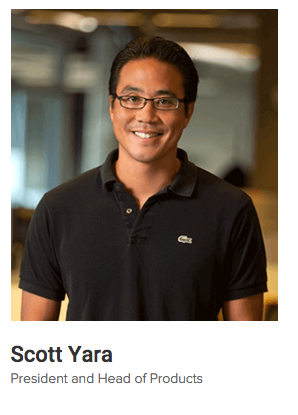 Scott Yara
President and Head of Products